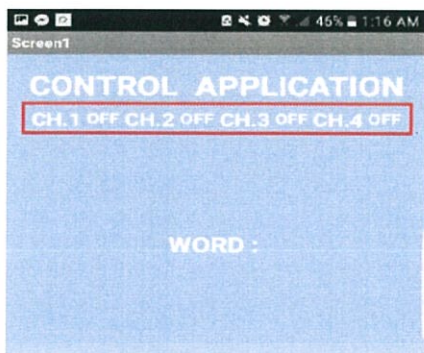 45% 1:16 AM
Screen1
CONTROL APPLICATION
CH.1 OFF CH.2 OFF CH.3 OFF CH.4 OFF
WORD :